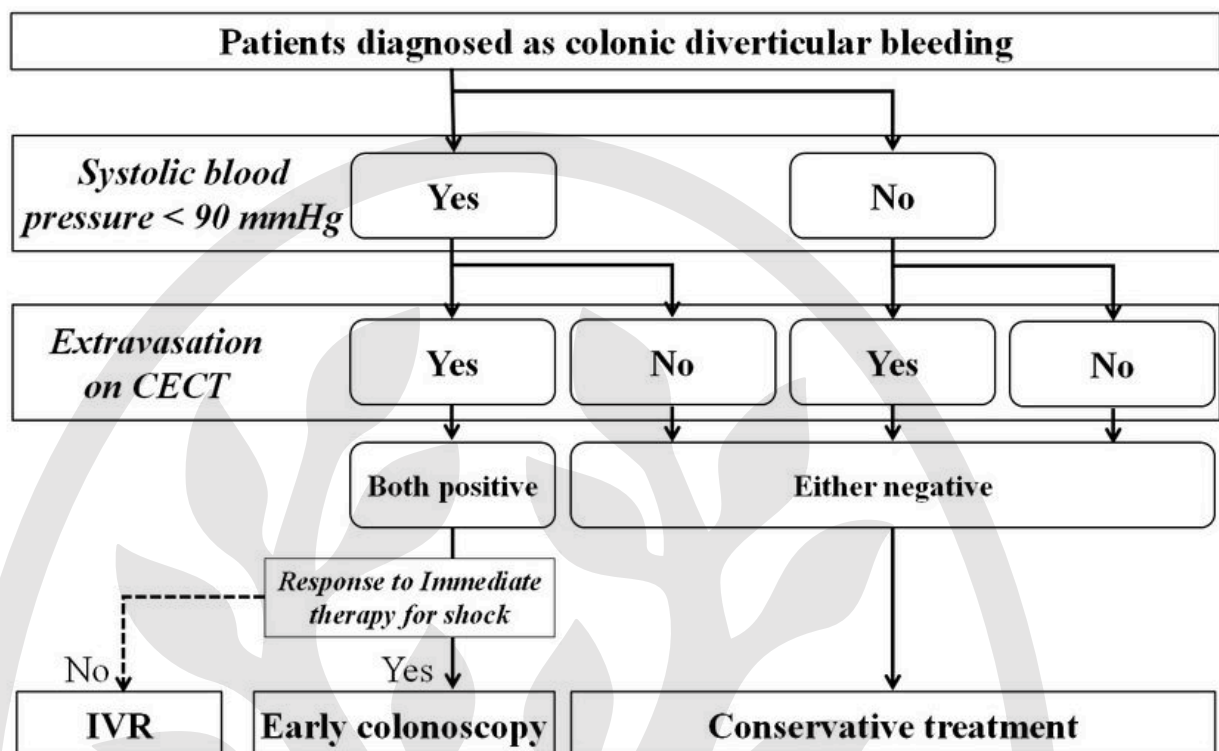 Patients diagnosed as colonic diverticular bleeding
Systolic blood
pressure < 90 mmHg
Yes
No
Extravasation
on CECT
Yes
No
Yes
No
Both positive
Either negative
Response to Immediate
therapy for shock
No
Yes
IVR
Early colonoscopy
Conservative treatment